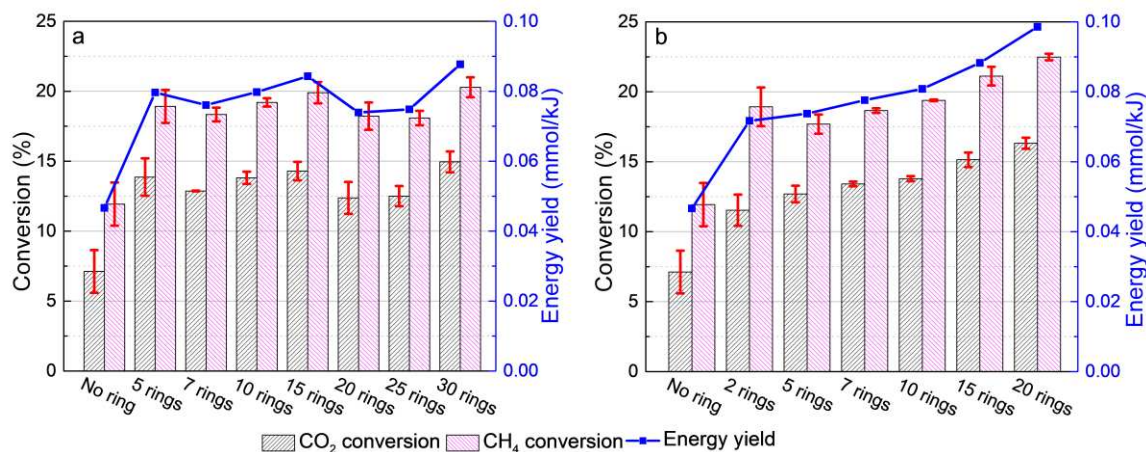 a
Conversion (%)
25
20
15
10
5
0
Energy yield (mmol/kJ)
0.10
0.08
0.06
0.04
0.02
0.00
No ring
5 rings
7 rings
10 rings
15 rings
20 rings
25 rings
30 rings
b
Conversion (%)
25
20
15
10
5
0
Energy yield (mmol/kJ)
0.10
0.08
0.06
0.04
0.02
0.00
No ring
2 rings
5 rings
7 rings
10 rings
15 rings
20 rings
CO₂ conversion CH₄ conversion Energy yield